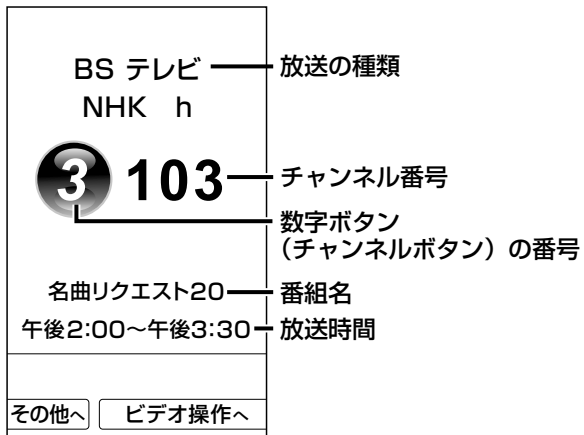 BS テレビ
放送の種類
NHK h
3 103
チャンネル番号
数字ボタン
(チャンネルボタン)の番号
名曲リクエスト20
番組名
午後2:00~午後3:30
放送時間
その他へ
ビデオ操作へ